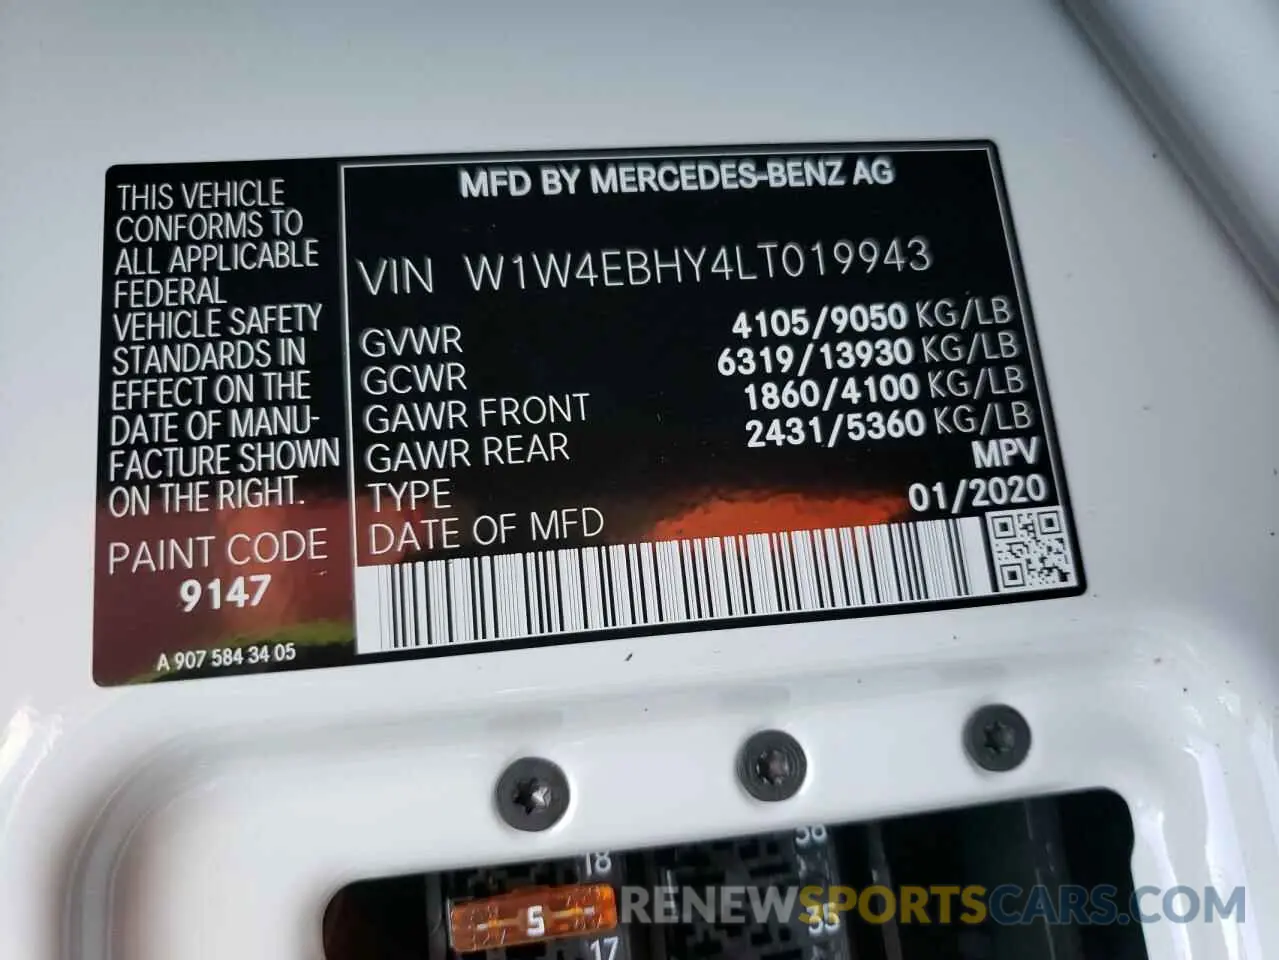 THIS VEHICLE
CONFORMS TO
ALL APPLICABLE
FEDERAL
VEHICLE SAFETY
STANDARDS IN
EFFECT ON THE
DATE OF MANU-
FACTURE SHOWN
ON THE RIGHT.
PAINT CODE
9147
A 907 584 34 05
MFD BY MERCEDES-BENZ AG
VIN W1W4EBHY4LT019943
GVWR 4105/9050 KG/LB
GCWR 6319/13930 KG/LB
GAWR FRONT 1860/4100 KG/LB
GAWR REAR 2431/5360 KG/LB
TYPE MPV
DATE OF MFD 01/2020
18
36
5
35
17
RENEWSPORTSCARS.COM